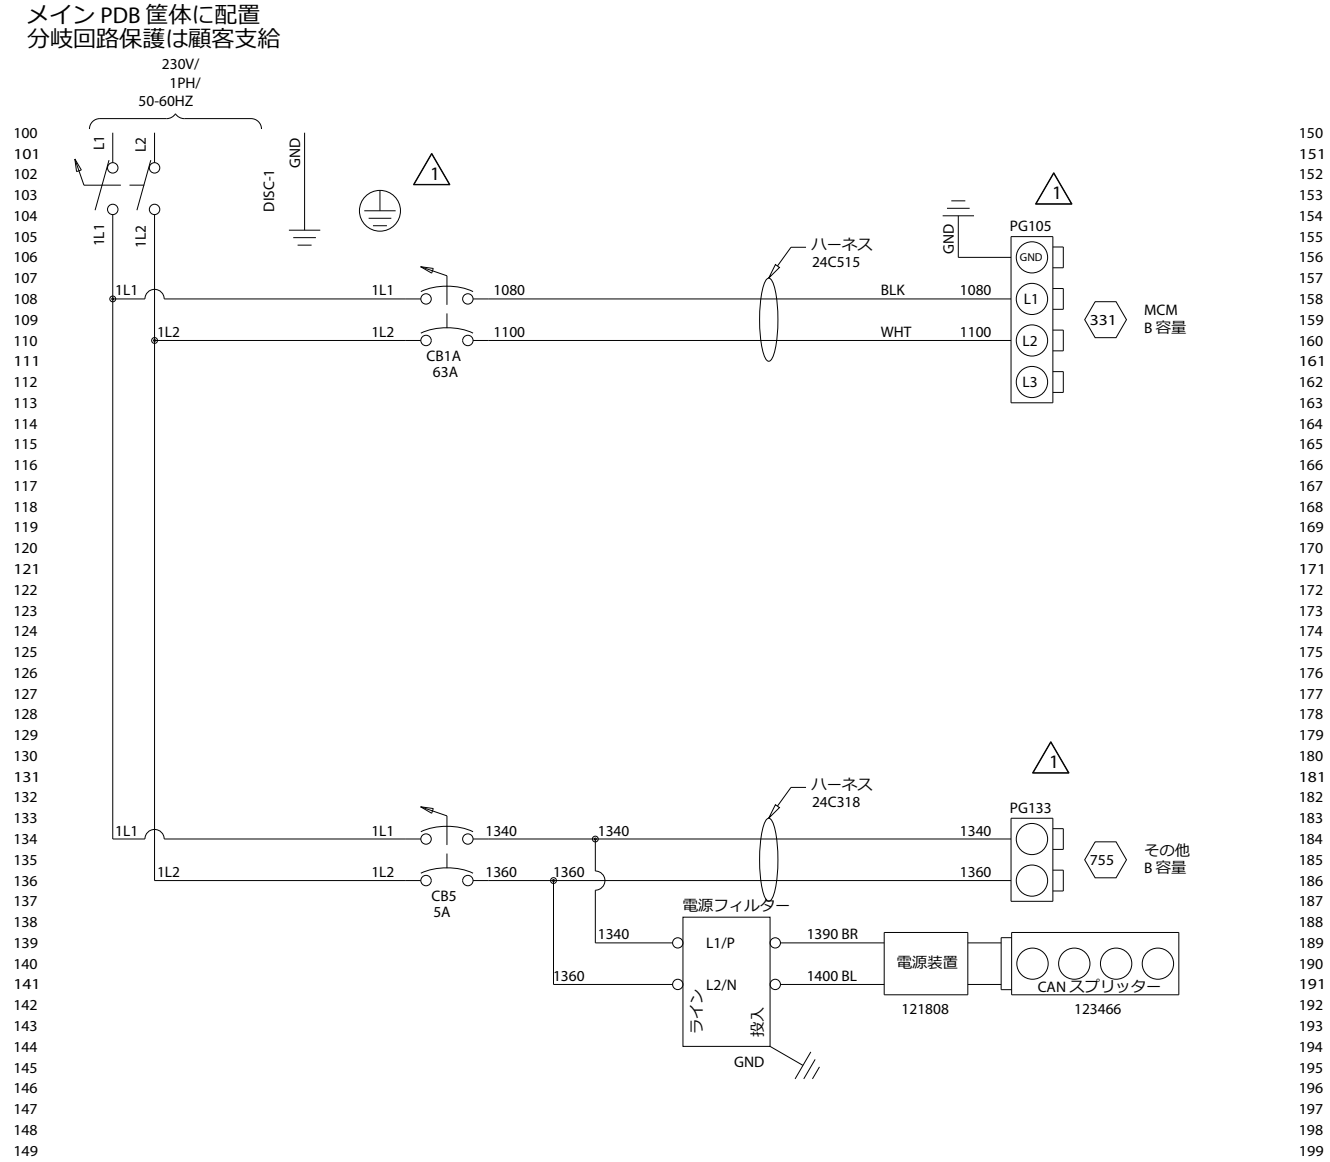 メイン PDB 筐体に配置
分岐回路保護は顧客支給
230V/
1PH/
50-60HZ
L1
L2
GND
DISC-1
1L1
1L2
1
1
PG105
GND
GND
ハーネス
24C515
1L1
1L1
1080
BLK
1080
L1
1L2
1L2
1100
WHT
1100
L2
L3
CB1A
63A
331
MCM
B 容量
1
ハーネス
24C318
PG133
1L1
1L1
1340
1340
1340
1L2
1L2
1360
1360
1360
CB5
5A
755
その他
B 容量
電源フィルター
1340
L1/P
1390 BR
1360
L2/N
1400 BL
ライン
投入
GND
電源装置
121808
CAN スプリッター
123466
100
101
102
103
104
105
106
107
108
109
110
111
112
113
114
115
116
117
118
119
120
121
122
123
124
125
126
127
128
129
130
131
132
133
134
135
136
137
138
139
140
141
142
143
144
145
146
147
148
149
150
151
152
153
154
155
156
157
158
159
160
161
162
163
164
165
166
167
168
169
170
171
172
173
174
175
176
177
178
179
180
181
182
183
184
185
186
187
188
189
190
191
192
193
194
195
196
197
198
199